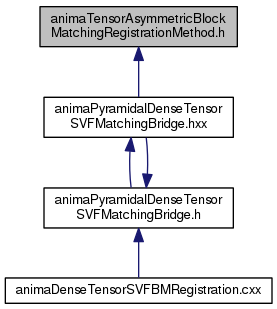 animaTensorAsymmetricBlock
MatchingRegistrationMethod.h
animaPyramidalDenseTensor
SVFMatchingBridge.hxx
animaPyramidalDenseTensor
SVFMatchingBridge.h
animaDenseTensorSVFBMRegistration.cxx